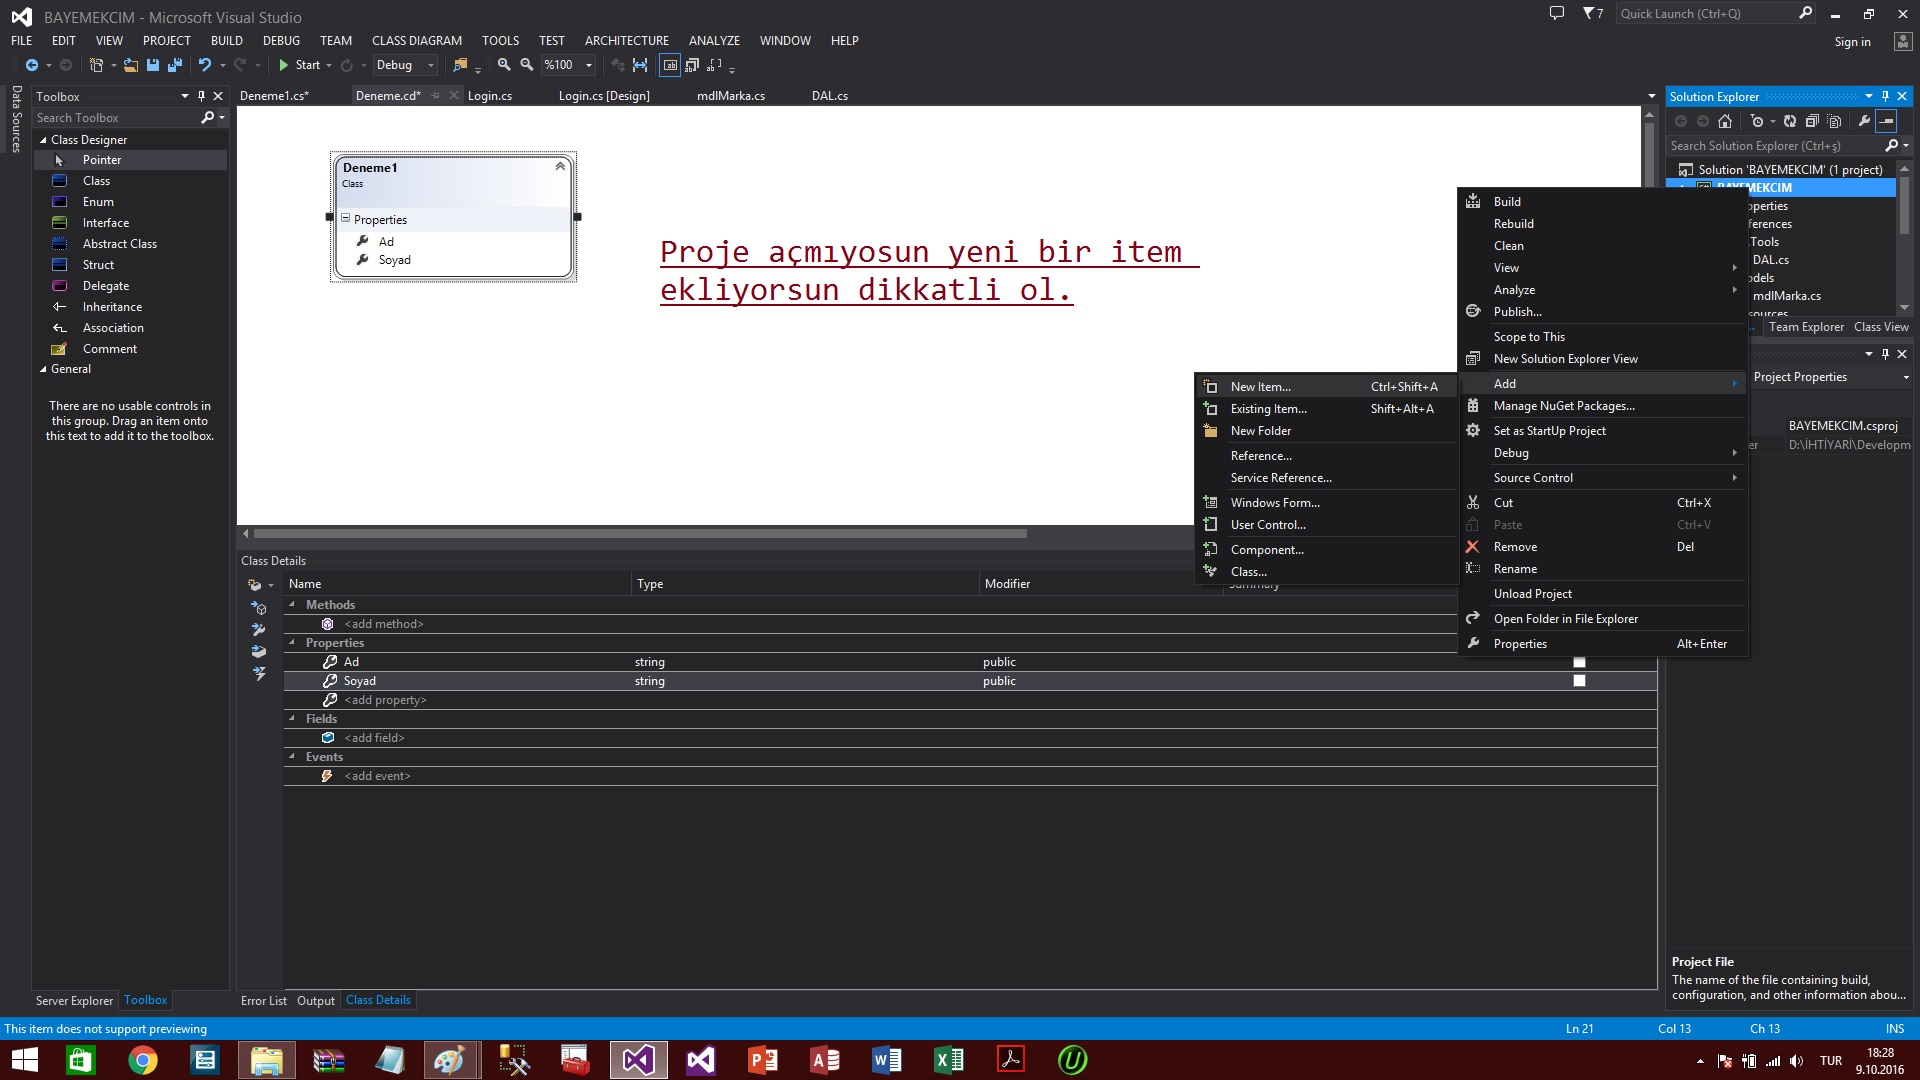 BAYEMEKCIM - Microsoft Visual Studio
7
Quick Launch (Ctrl+Q)
FILE EDIT VIEW PROJECT BUILD DEBUG TEAM CLASS DIAGRAM TOOLS TEST ARCHITECTURE ANALYZE WINDOW HELP
Sign in
Start Debug %100
Data Sources
Toolbox
Search Toolbox
Class Designer
Pointer
Class
Enum
Interface
Abstract Class
Struct
Delegate
Inheritance
Association
Comment
General
There are no usable controls in
this group. Drag an item onto
this text to add it to the toolbox.
Server Explorer Toolbox
Deneme1.cs* Deneme.cd* Login.cs Login.cs [Design] mdlMarka.cs DAL.cs
Deneme1
Class
Properties
Ad
Soyad
Proje açmıyosun yeni bir item
ekliyorsun dikkatli ol.
New Item... Ctrl+Shift+A
Existing Item... Shift+Alt+A
New Folder
Reference...
Service Reference...
Windows Form...
User Control...
Component...
Class...
Build
Rebuild
Clean
View
Analyze
Publish...
Scope to This
New Solution Explorer View
Add
Manage NuGet Packages...
Set as StartUp Project
Debug
Source Control
Cut Ctrl+X
Paste Ctrl+V
Remove Del
Rename
Unload Project
Open Folder in File Explorer
Properties Alt+Enter
Solution Explorer
Search Solution Explorer (Ctrl+ş)
Solution 'BAYEMEKCIM' (1 project)
BAYEMEKCIM
operties
ferences
Tools
DAL.cs
odels
mdlMarka.cs
sources
Team Explorer Class View
Project Properties
BAYEMEKCIM.csproj
er D:\İHTİYARİ\Developm
Project File
The name of the file containing build,
configuration, and other information abou...
Class Details
Name Type Modifier Summary
Methods
<add method>
Properties
Ad string public
Soyad string public
<add property>
Fields
<add field>
Events
<add event>
Error List Output Class Details
This item does not support previewing
Ln 21 Col 13 Ch 13 INS
TUR
18:28
9.10.2016